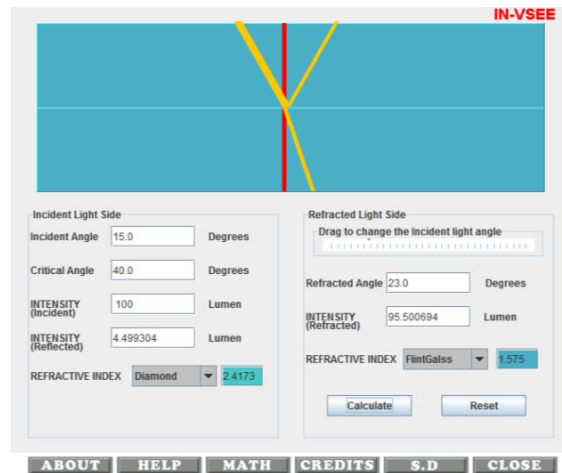 IN-VSEE
Incident Light Side
Incident Angle 15.0 Degrees
Critical Angle 40.0 Degrees
INTENSITY
(Incident) 100 Lumen
INTENSITY
(Reflected) 4.499304 Lumen
REFRACTIVE INDEX Diamond 2.4173
Refracted Light Side
Drag to change the Incident light angle
Refracted Angle 23.0 Degrees
INTENSITY
(Refracted) 95.500694 Lumen
REFRACTIVE INDEX FlintGalss 1.575
Calculate Reset
ABOUT HELP MATH CREDITS S.D CLOSE